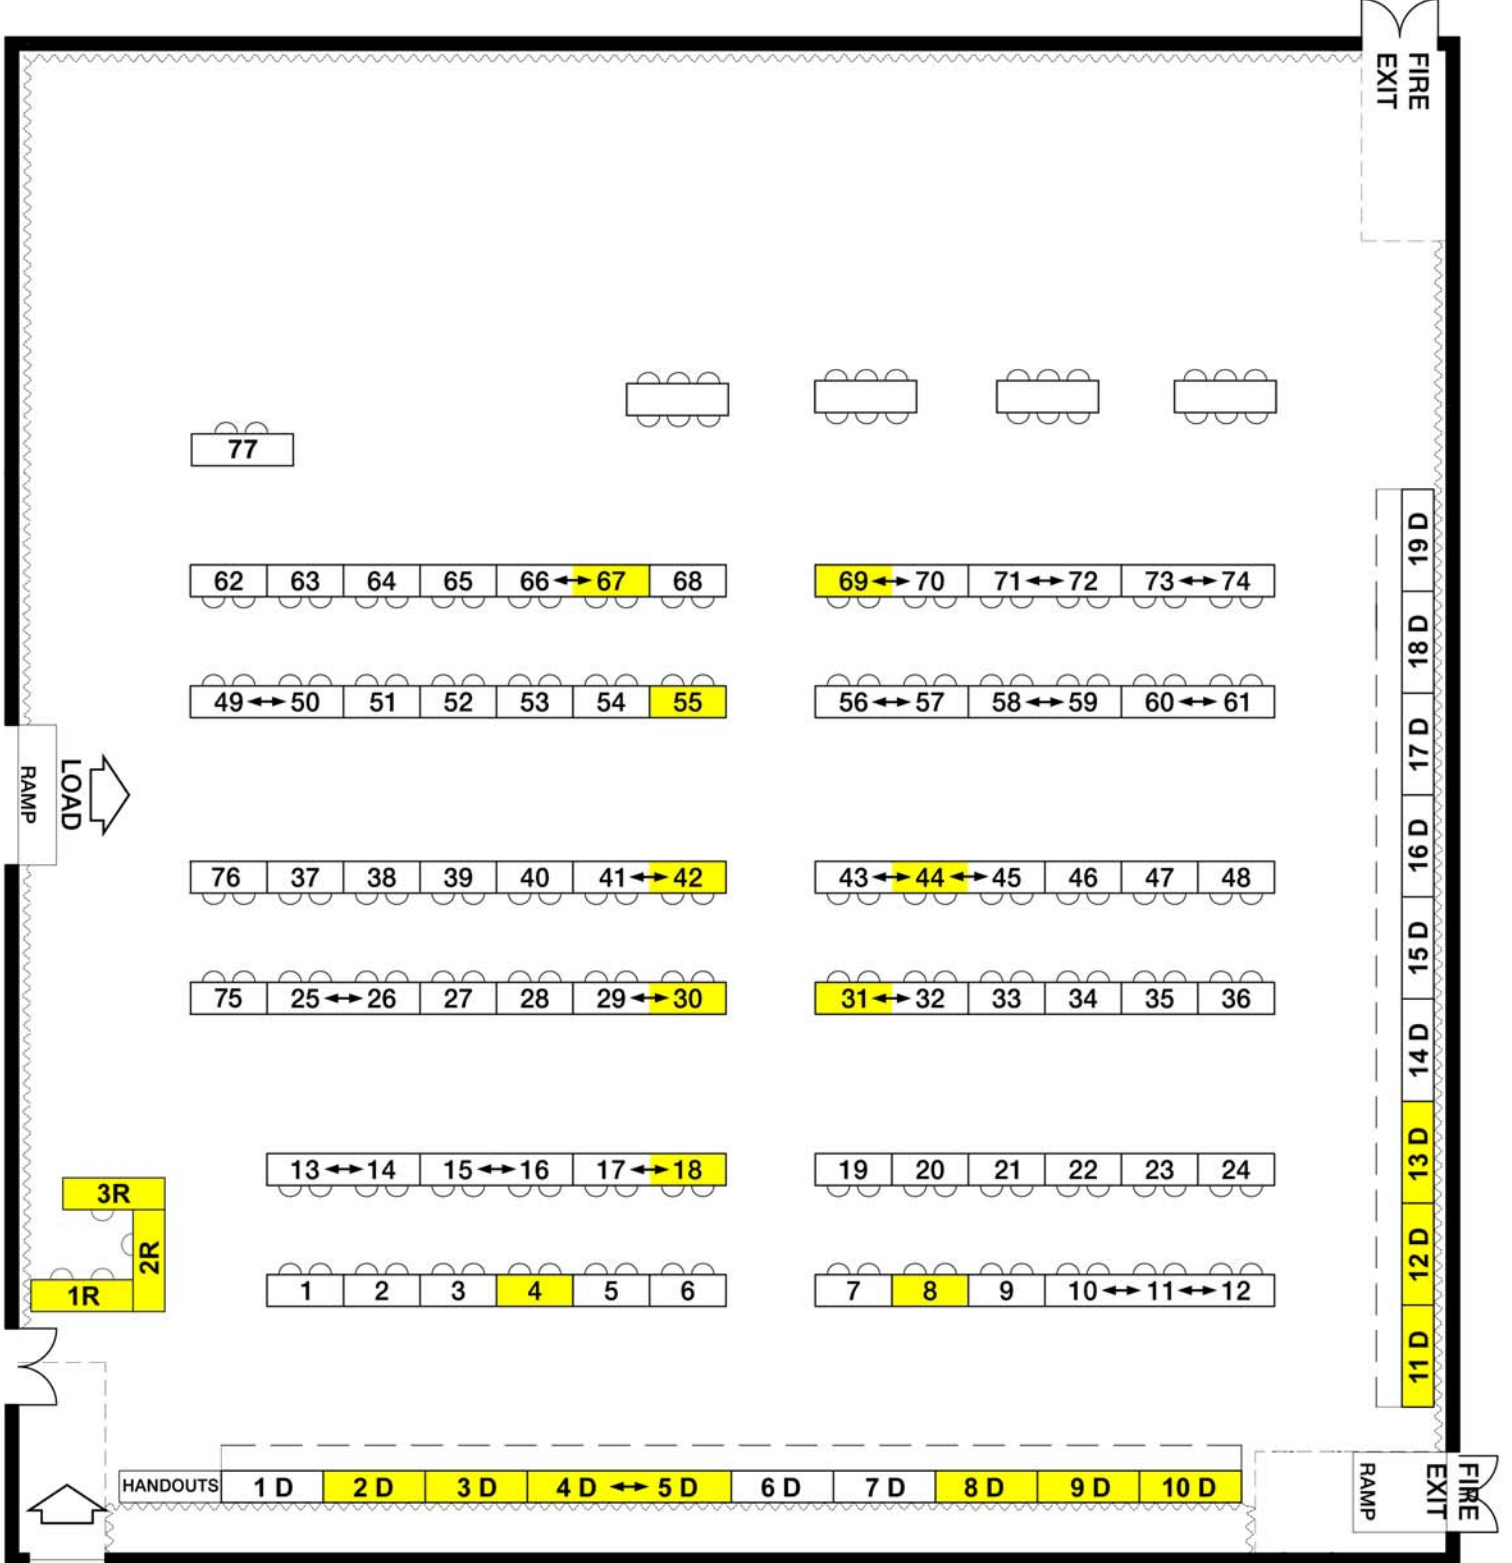 FIRE
EXIT
77
62 63 64 65 66 67 68
69 70 71 72 73 74
49 50 51 52 53 54 55
56 57 58 59 60 61
19 D
18 D
17 D
16 D
15 D
14 D
13 D
12 D
11 D
LOAD
RAMP
76 37 38 39 40 41 42
43 44 45 46 47 48
75 25 26 27 28 29 30
31 32 33 34 35 36
13 14 15 16 17 18
19 20 21 22 23 24
3R
2R
1R
1 2 3 4 5 6
7 8 9 10 11 12
HANDOUTS 1 D 2 D 3 D 4 D 5 D 6 D 7 D 8 D 9 D 10 D
RAMP
FIRE
EXIT